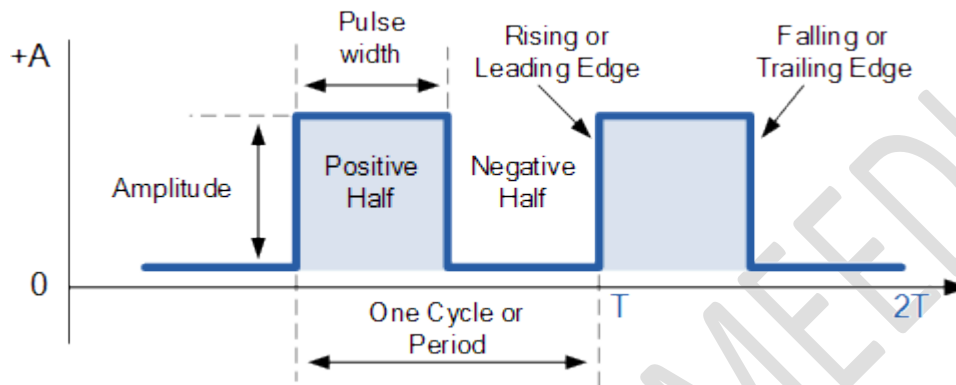 Pulse
width
Rising or
Leading Edge
Falling or
Trailing Edge
+A
Amplitude
Positive
Half
Negative
Half
0
T
2T
One Cycle or
Period